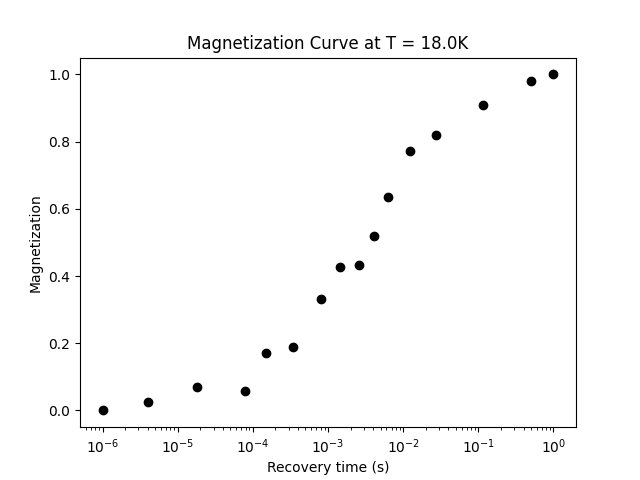 Magnetization Curve at T = 18.0K
Magnetization
1.0
0.8
0.6
0.4
0.2
0.0
10⁻⁶ 10⁻⁵ 10⁻⁴ 10⁻³ 10⁻² 10⁻¹ 10⁰
Recovery time (s)